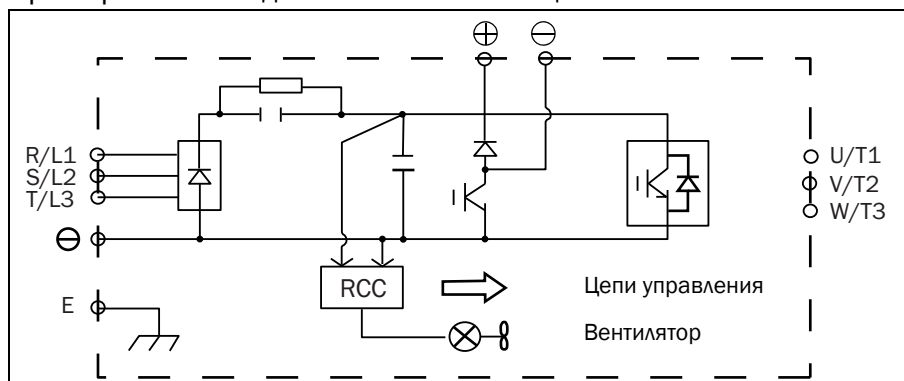 R/L1
S/L2
T/L3
E
U/T1
V/T2
W/T3
RCC
Цепи управления
Вентилятор